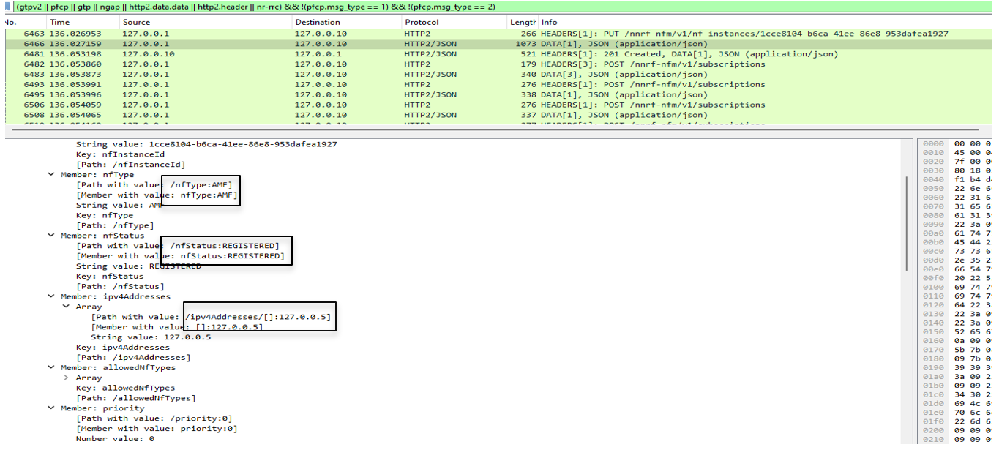 (gtpv2 || pfcp || gtp || ngap || http2.data.data || http2.header || nr-rrc) && !(pfcp.msg_type == 1) && !(pfcp.msg_type == 2)
No. Time Source Destination Protocol Length Info
6463 136.026953 127.0.0.1 127.0.0.10 HTTP2 266 HEADERS[1]: PUT /nnrf-nfm/v1/nf-instances/1cce8104-b6ca-41ee-86e8-953dafea1927
6466 136.027159 127.0.0.1 127.0.0.10 HTTP2/JSON 1073 DATA[1], JSON (application/json)
6481 136.053198 127.0.0.10 127.0.0.1 HTTP2/JSON 521 HEADERS[1]: 201 Created, DATA[1], JSON (application/json)
6482 136.053860 127.0.0.1 127.0.0.10 HTTP2 179 HEADERS[3]: POST /nnrf-nfm/v1/subscriptions
6483 136.053873 127.0.0.1 127.0.0.10 HTTP2/JSON 340 DATA[3], JSON (application/json)
6493 136.053991 127.0.0.1 127.0.0.10 HTTP2 276 HEADERS[1]: POST /nnrf-nfm/v1/subscriptions
6495 136.053996 127.0.0.1 127.0.0.10 HTTP2/JSON 338 DATA[1], JSON (application/json)
6506 136.054059 127.0.0.1 127.0.0.10 HTTP2 276 HEADERS[1]: POST /nnrf-nfm/v1/subscriptions
6508 136.054065 127.0.0.1 127.0.0.10 HTTP2/JSON 337 DATA[1], JSON (application/json)
String value: 1cce8104-b6ca-41ee-86e8-953dafea1927
Key: nfInstanceId
[Path: /nfInstanceId]
Member: nfType
[Path with value: /nfType:AMF]
[Member with value: nfType:AMF]
String value: AMF
Key: nfType
[Path: /nfType]
Member: nfStatus
[Path with value: /nfStatus:REGISTERED]
[Member with value: nfStatus:REGISTERED]
String value: REGISTERED
Key: nfStatus
[Path: /nfStatus]
Member: ipv4Addresses
Array
[Path with value: /ipv4Addresses/[]:127.0.0.5]
[Member with value: []:127.0.0.5]
String value: 127.0.0.5
Key: ipv4Addresses
[Path: /ipv4Addresses]
Member: allowedNfTypes
Array
Key: allowedNfTypes
[Path: /allowedNfTypes]
Member: priority
[Path with value: /priority:0]
[Member with value: priority:0]
Number value: 0
0000 00 00 0
0010 45 00 0
0020 7f 00 0
0030 80 18 0
0040 f1 b4 d
0050 22 6e 6
0060 22 31 6
0070 31 65 6
0080 61 31 3
0090 22 3a 0
00a0 61 74 7
00b0 45 44 2
00c0 73 73 6
00d0 2e 35 2
00e0 66 54 7
00f0 20 22 5
0100 69 74 7
0110 69 74 7
0120 64 22 3
0130 22 3a 0
0140 22 3a 0
0150 52 65 6
0160 0a 09 0
0170 5b 7b 0
0180 09 7b 0
0190 39 39 3
01a0 3a 09 2
01b0 09 09 2
01c0 34 30 2
01d0 69 4c 6
01e0 70 6c 6
01f0 22 6d 6
0200 09 09 0
0210 09 09 0